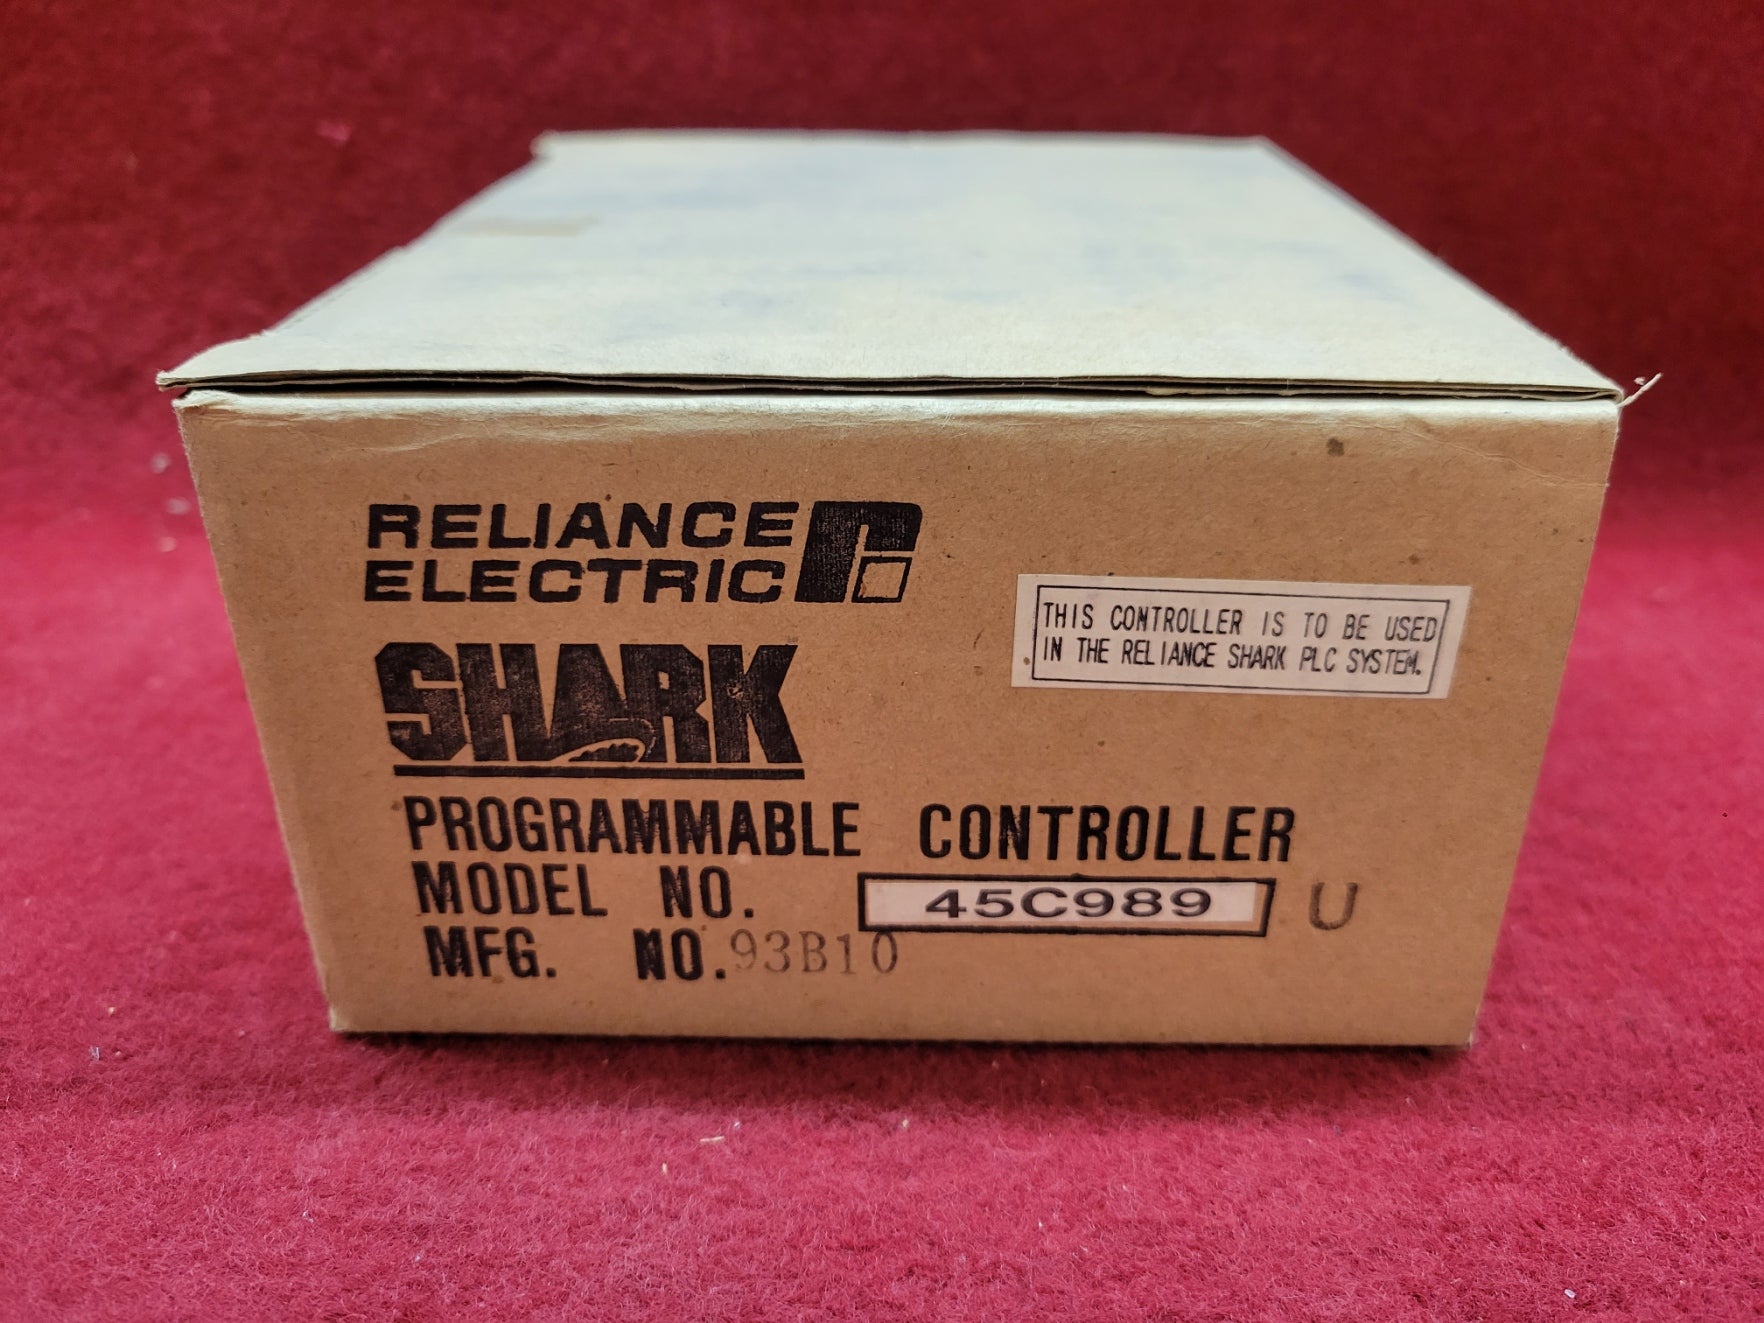 RELIANCE
ELECTRIC
SHARK
THIS CONTROLLER IS TO BE USED
IN THE RELIANCE SHARK PLC SYSTEM.
PROGRAMMABLE CONTROLLER
MODEL NO. 45C989 U
MFG. NO. 93B10